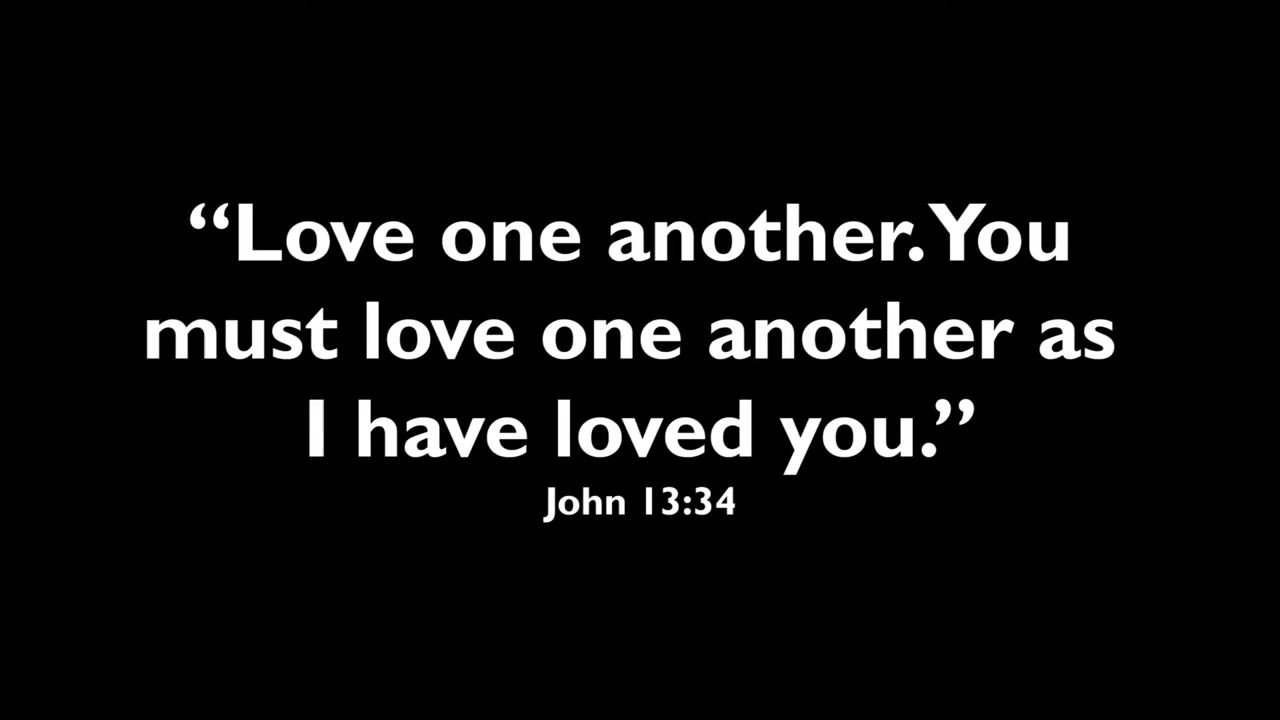 “Love one another. You
must love one another as
I have loved you.”
John 13:34